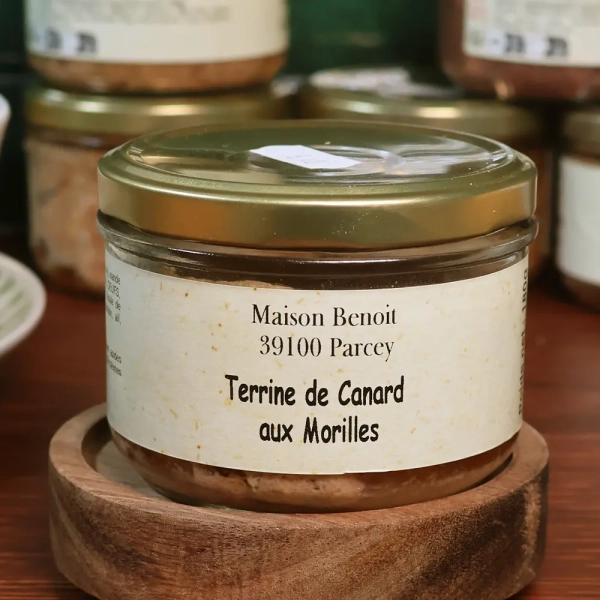 Maison Benoit
39100 Parcey
Terrine de Canard
aux Morilles